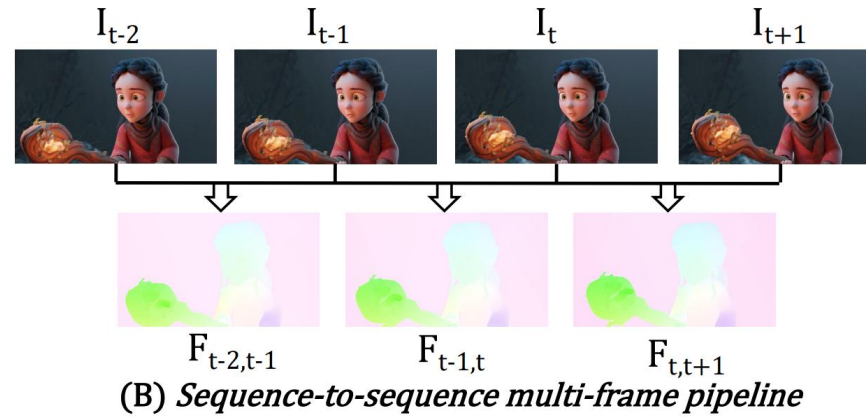 I_{t-2} I_{t-1} I_t I_{t+1}
F_{t-2,t-1} F_{t-1,t} F_{t,t+1}
(B) Sequence-to-sequence multi-frame pipeline